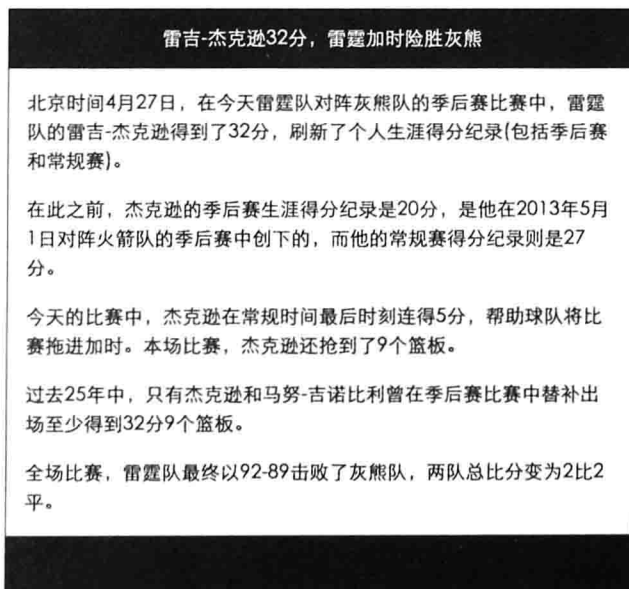 雷吉-杰克逊32分，雷霆加时险胜灰熊
北京时间4月27日，在今天雷霆队对阵灰熊队的季后赛比赛中，雷霆
队的雷吉-杰克逊得到了32分，刷新了个人生涯得分纪录(包括季后赛
和常规赛)。
在此之前，杰克逊的季后赛生涯得分纪录是20分，是他在2013年5月
1日对阵火箭队的季后赛中创下的，而他的常规赛得分纪录则是27
分。
今天的比赛中，杰克逊在常规时间最后时刻连得5分，帮助球队将比
赛拖进加时。本场比赛，杰克逊还抢到了9个篮板。
过去25年中，只有杰克逊和马努-吉诺比利曾在季后赛比赛中替补出
场至少得到32分9个篮板。
全场比赛，雷霆队最终以92-89击败了灰熊队，两队总比分变为2比2
平。